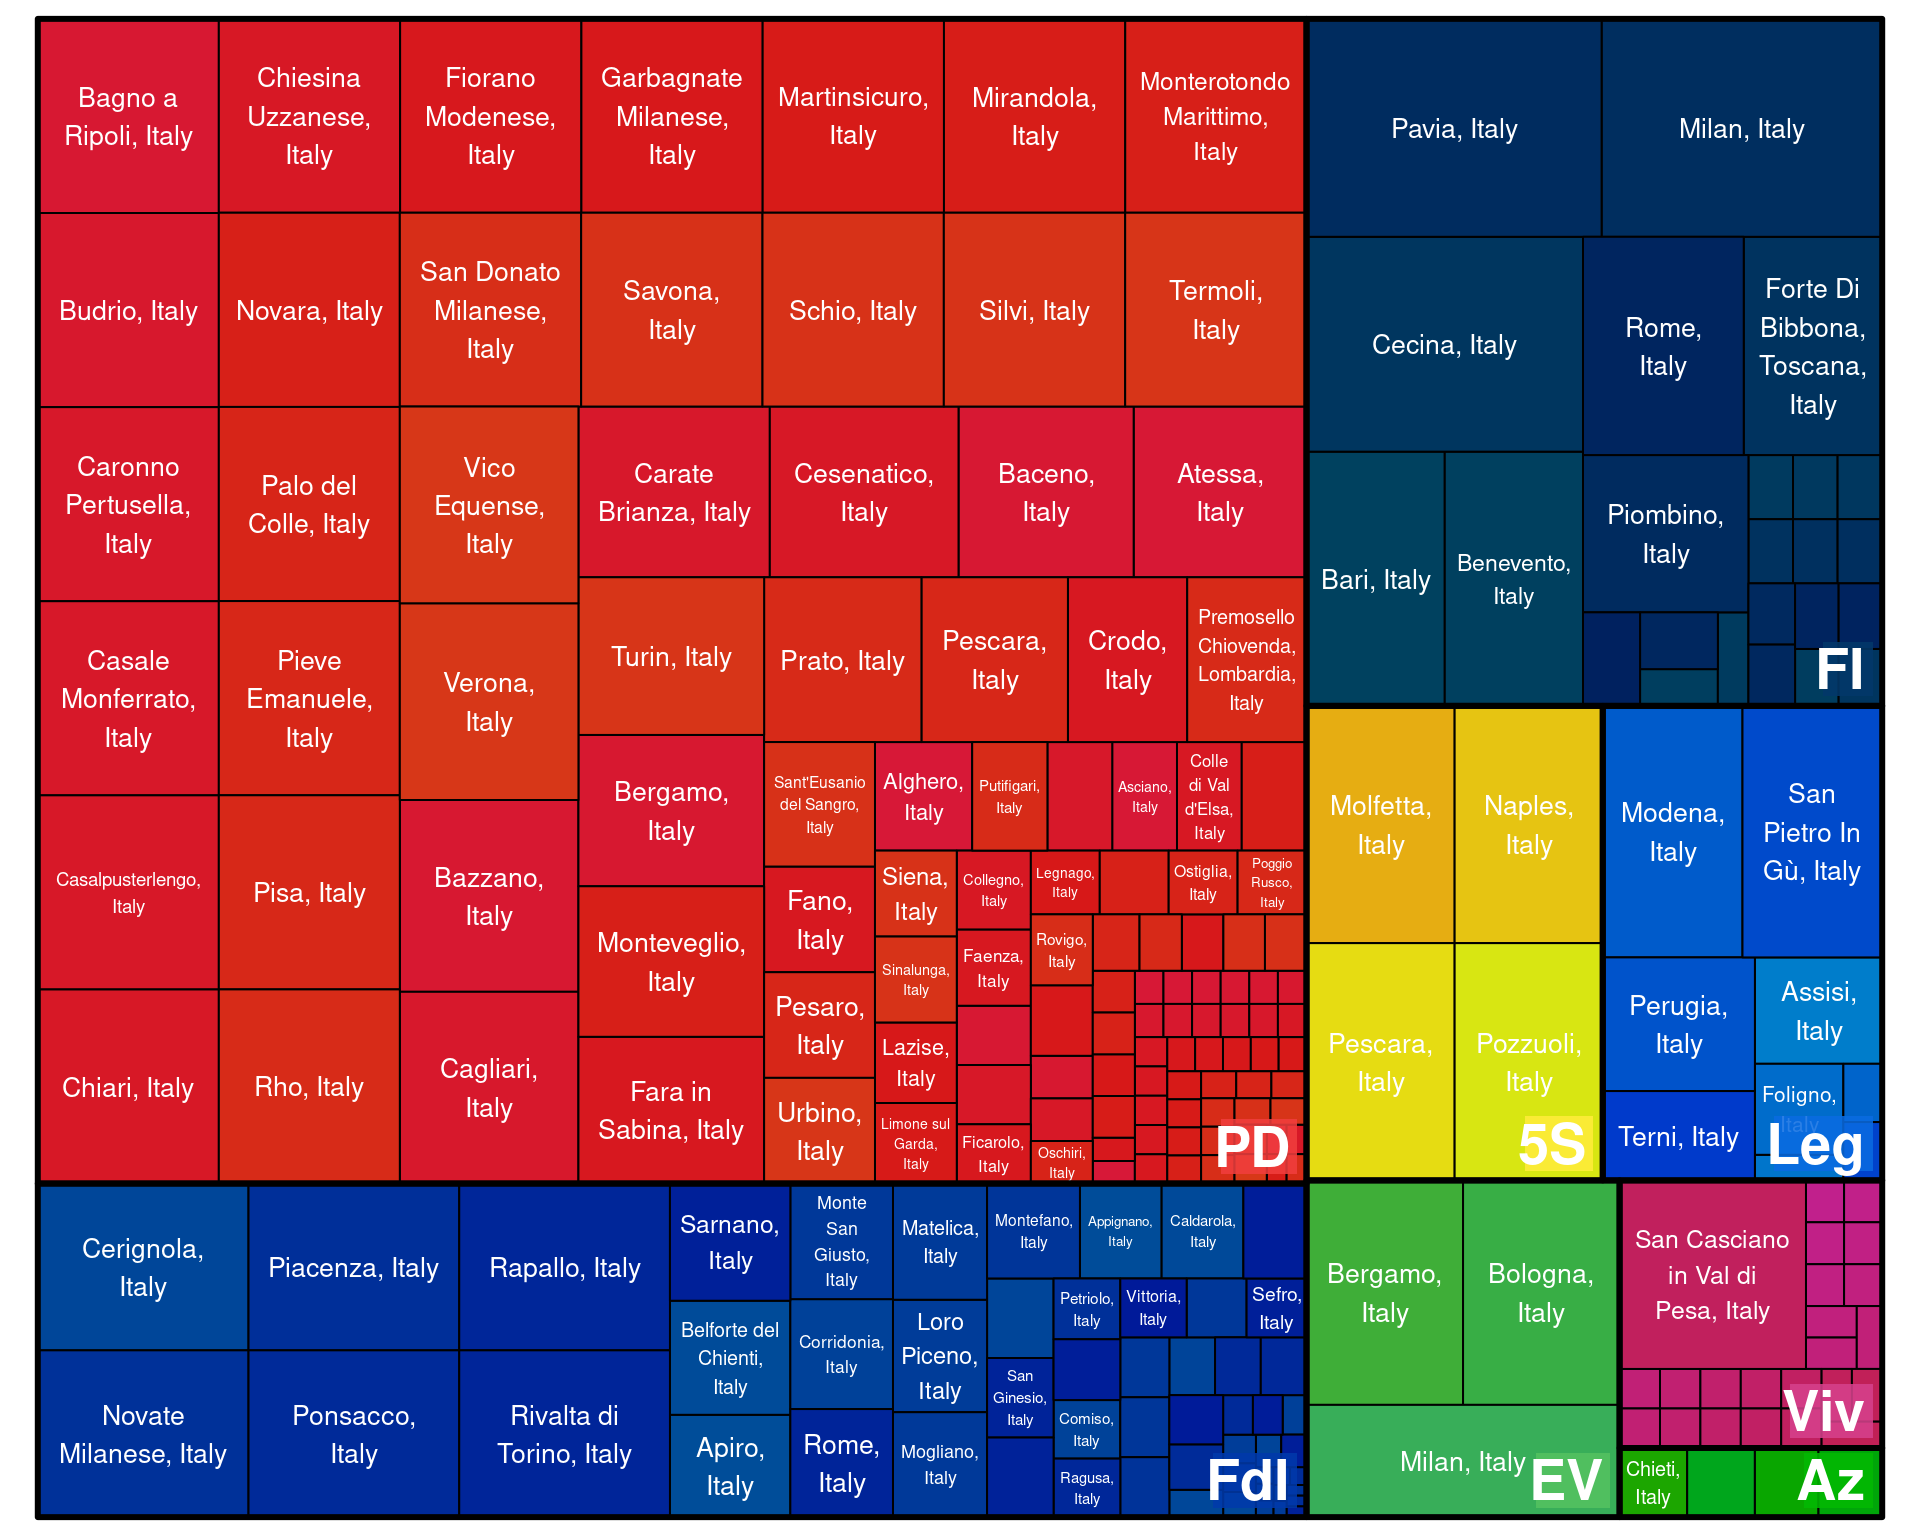 Bagno a
Ripoli, Italy
Chiesina
Uzzanese,
Italy
Fiorano
Modenese,
Italy
Garbagnate
Milanese,
Italy
Martinsicuro,
Italy
Mirandola,
Italy
Monterotondo
Marittimo,
Italy
Budrio, Italy
Novara, Italy
San Donato
Milanese,
Italy
Savona,
Italy
Schio, Italy
Silvi, Italy
Termoli,
Italy
Caronno
Pertusella,
Italy
Palo del
Colle, Italy
Vico
Equense,
Italy
Carate
Brianza, Italy
Cesenatico,
Italy
Baceno,
Italy
Atessa,
Italy
Casale
Monferrato,
Italy
Pieve
Emanuele,
Italy
Verona,
Italy
Turin, Italy
Prato, Italy
Pescara,
Italy
Crodo,
Italy
Premosello
Chiovenda,
Lombardia,
Italy
Casalpusterlengo,
Italy
Pisa, Italy
Bazzano,
Italy
Bergamo,
Italy
Sant'Eusanio
del Sangro,
Italy
Alghero,
Italy
Putifigari,
Italy
Asciano,
Italy
Colle
di Val
d'Elsa,
Italy
Monteveglio,
Italy
Fano,
Italy
Siena,
Italy
Collegno,
Italy
Legnago,
Italy
Ostiglia,
Italy
Poggio
Rusco,
Italy
Sinalunga,
Italy
Faenza,
Italy
Rovigo,
Italy
Chiari, Italy
Rho, Italy
Cagliari,
Italy
Fara in
Sabina, Italy
Pesaro,
Italy
Lazise,
Italy
Urbino,
Italy
Limone sul
Garda,
Italy
Ficarolo,
Italy
Oschiri,
Italy
PD
Pavia, Italy
Milan, Italy
Cecina, Italy
Rome,
Italy
Forte Di
Bibbona,
Toscana,
Italy
Bari, Italy
Benevento,
Italy
Piombino,
Italy
FI
Molfetta,
Italy
Naples,
Italy
Pescara,
Italy
Pozzuoli,
Italy
5S
Modena,
Italy
San
Pietro In
Gù, Italy
Perugia,
Italy
Assisi,
Italy
Foligno,
Italy
Terni, Italy
Leg
Cerignola,
Italy
Piacenza, Italy
Rapallo, Italy
Sarnano,
Italy
Monte
San
Giusto,
Italy
Matelica,
Italy
Montefano,
Italy
Appignano,
Italy
Caldarola,
Italy
Belforte del
Chienti,
Italy
Corridonia,
Italy
Loro
Piceno,
Italy
Petriolo,
Italy
Vittoria,
Italy
Sefro,
Italy
San
Ginesio,
Italy
Novate
Milanese, Italy
Ponsacco,
Italy
Rivalta di
Torino, Italy
Apiro,
Italy
Rome,
Italy
Mogliano,
Italy
Comiso,
Italy
Ragusa,
Italy
FdI
Bergamo,
Italy
Bologna,
Italy
Milan, Italy
EV
San Casciano
in Val di
Pesa, Italy
Viv
Chieti,
Italy
Az